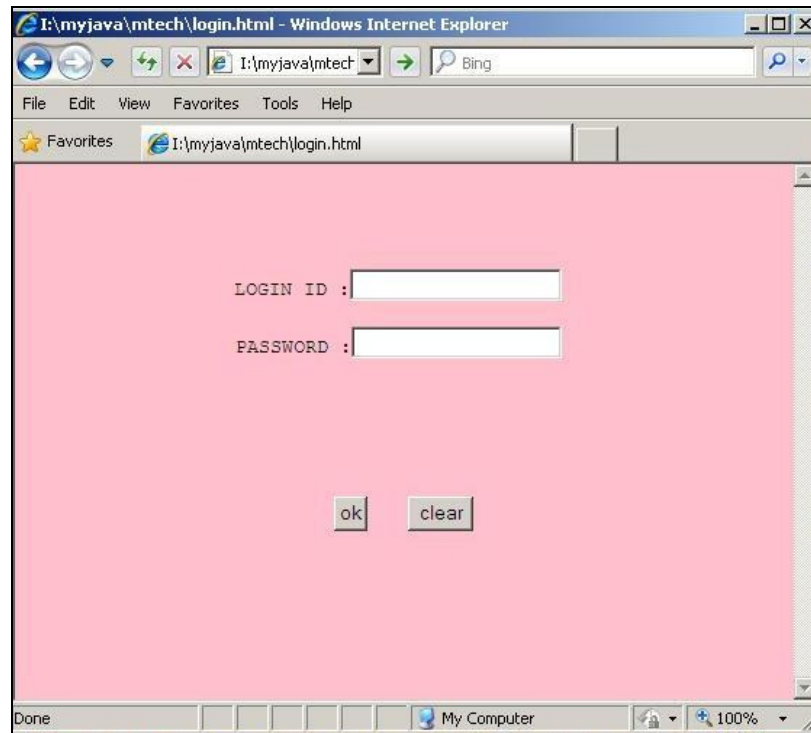 I:\myjava\mtech\login.html - Windows Internet Explorer
I:\myjava\mtech
Bing
File Edit View Favorites Tools Help
Favorites
I:\myjava\mtech\login.html
LOGIN ID :
PASSWORD :
ok clear
Done My Computer 100%